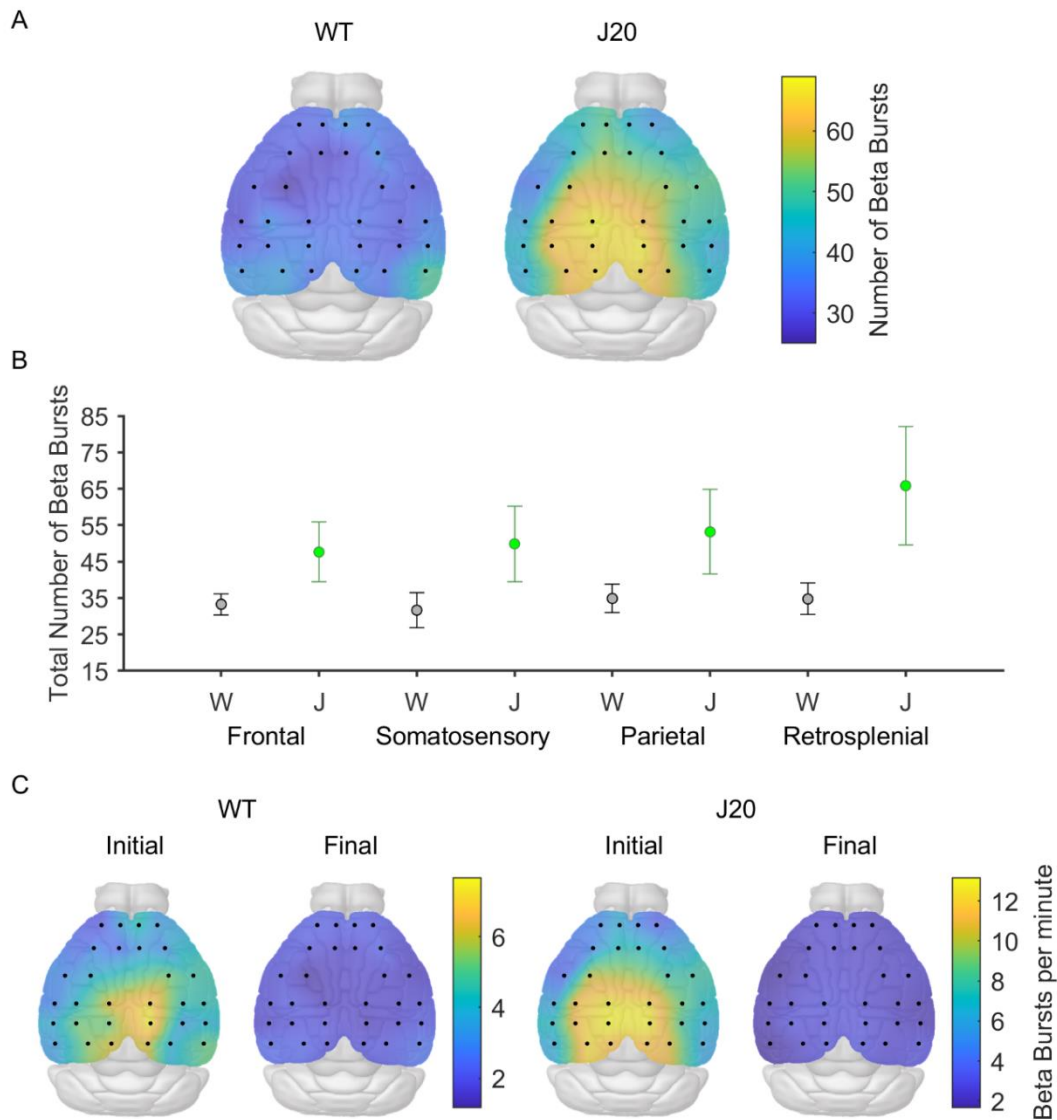 A
WT
J20
60
50
40
30
Number of Beta Bursts
B
Total Number of Beta Bursts
85
75
65
55
45
35
25
15
W J W J W J W J
Frontal Somatosensory Parietal Retrosplenial
C
WT
J20
Initial Final Initial Final
6
4
2
12
10
8
6
4
2
Beta Bursts per minute